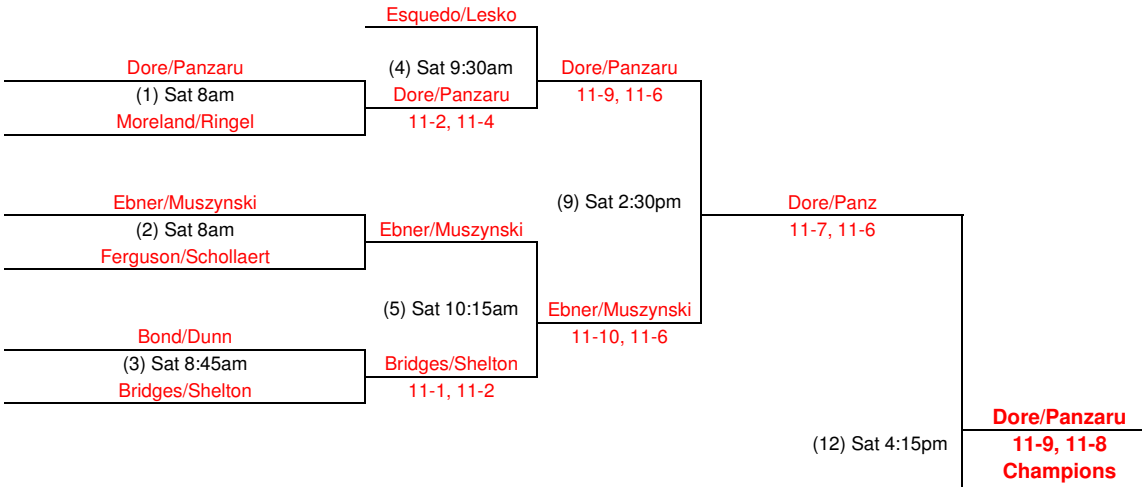 Esquedo/Lesko
Dore/Panzaru
(4) Sat 9:30am
Dore/Panzaru
(1) Sat 8am
Dore/Panzaru
11-9, 11-6
Moreland/Ringel
11-2, 11-4
Ebner/Muszynski
(9) Sat 2:30pm
Dore/Panz
(2) Sat 8am
Ebner/Muszynski
11-7, 11-6
Ferguson/Schollaert
(5) Sat 10:15am
Ebner/Muszynski
Bond/Dunn
11-10, 11-6
(3) Sat 8:45am
Bridges/Shelton
Bridges/Shelton
11-1, 11-2
Dore/Panzaru
(12) Sat 4:15pm
11-9, 11-8
Champions